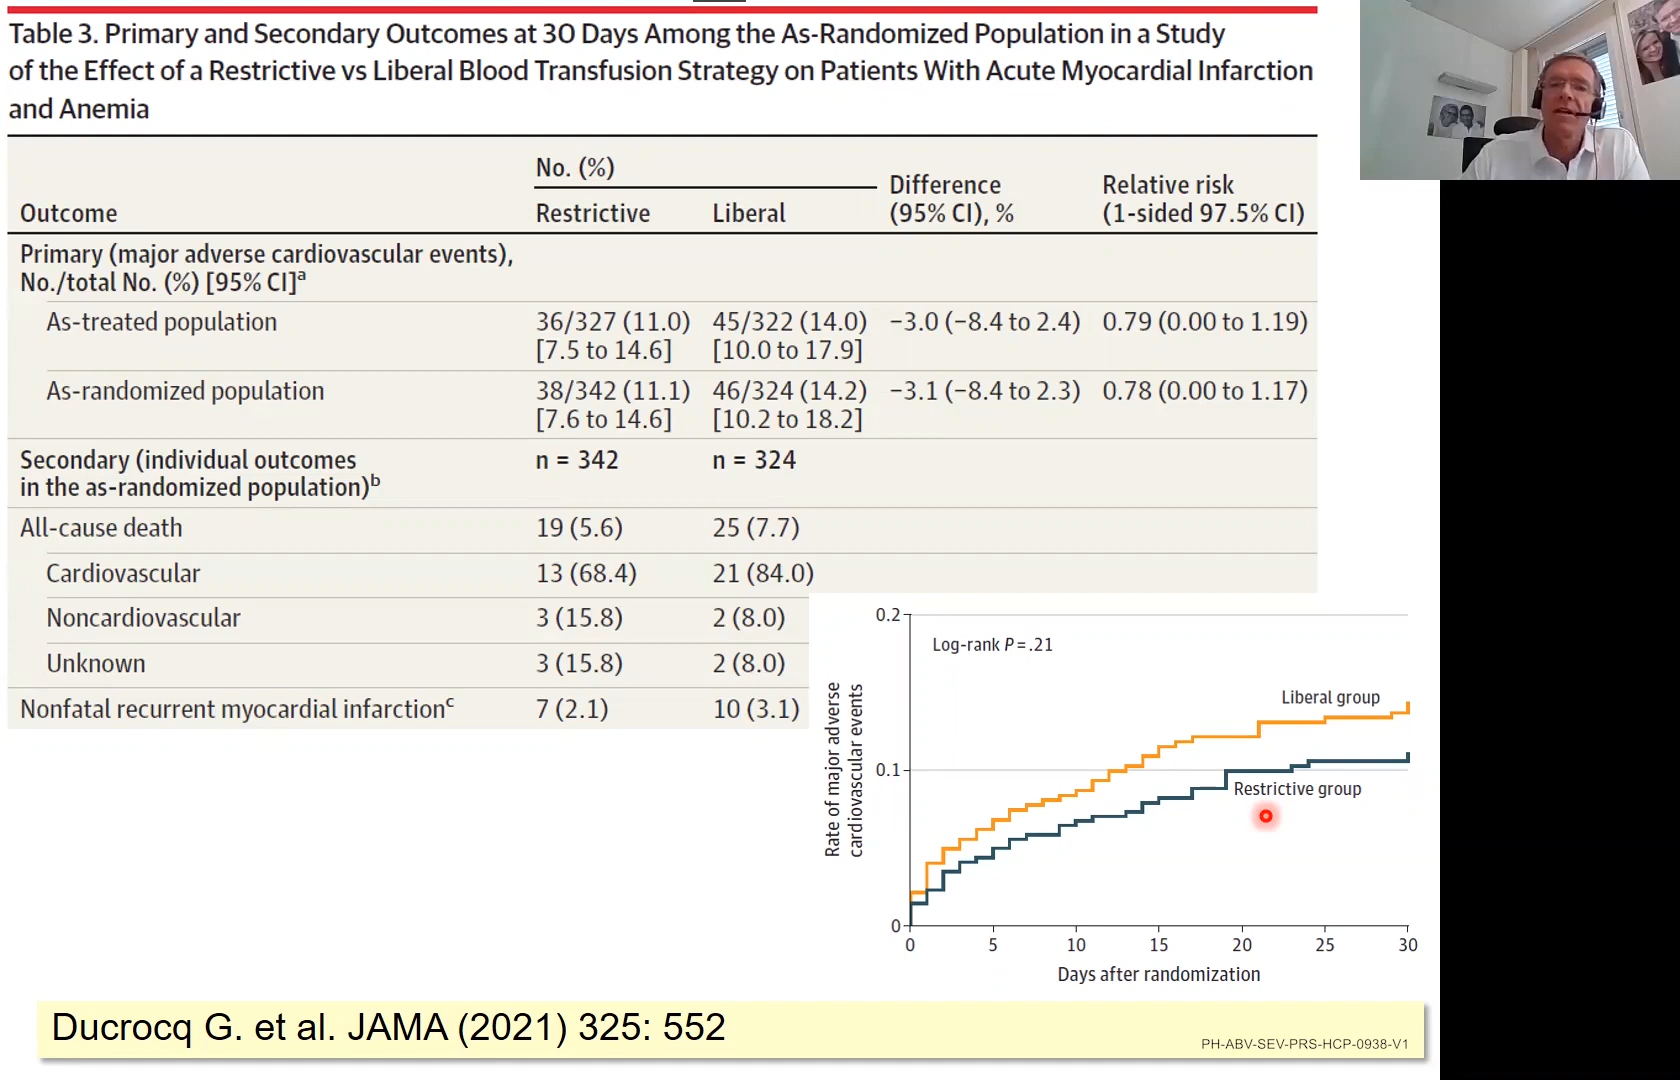 Table 3. Primary and Secondary Outcomes at 30 Days Among the As-Randomized Population in a Study
of the Effect of a Restrictive vs Liberal Blood Transfusion Strategy on Patients With Acute Myocardial Infarction
and Anemia
No. (%)
Difference
(95% CI), %
Relative risk
(1-sided 97.5% CI)
Outcome Restrictive Liberal
Primary (major adverse cardiovascular events),
No./total No. (%) [95% CI]ᵃ
As-treated population 36/327 (11.0) 45/322 (14.0) −3.0 (−8.4 to 2.4) 0.79 (0.00 to 1.19)
[7.5 to 14.6] [10.0 to 17.9]
As-randomized population 38/342 (11.1) 46/324 (14.2) −3.1 (−8.4 to 2.3) 0.78 (0.00 to 1.17)
[7.6 to 14.6] [10.2 to 18.2]
Secondary (individual outcomes n = 342 n = 324
in the as-randomized population)ᵇ
All-cause death 19 (5.6) 25 (7.7)
Cardiovascular 13 (68.4) 21 (84.0)
Noncardiovascular 3 (15.8) 2 (8.0)
Unknown 3 (15.8) 2 (8.0)
Nonfatal recurrent myocardial infarctionᶜ 7 (2.1) 10 (3.1)
0.2
Log-rank P = .21
Liberal group
Rate of major adverse
cardiovascular events
0.1
Restrictive group
0
0 5 10 15 20 25 30
Days after randomization
Ducrocq G. et al. JAMA (2021) 325: 552
PH-ABV-SEV-PRS-HCP-0938-V1